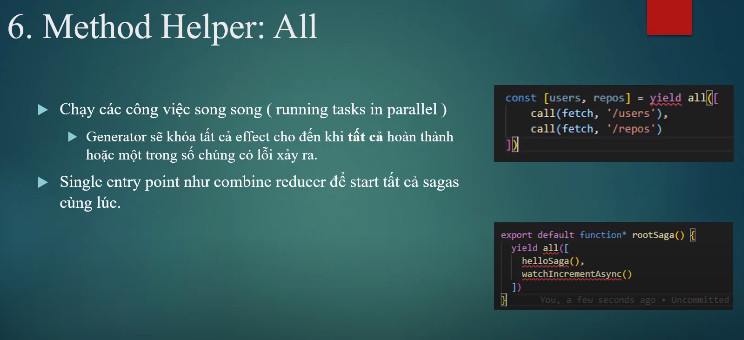 6. Method Helper: All
Chạy các công việc song song ( running tasks in parallel )
Generator sẽ khóa tất cả effect cho đến khi tất cả hoàn thành
hoặc một trong số chúng có lỗi xảy ra.
Single entry point như combine reducer để start tất cả sagas
cùng lúc.
const [users, repos] = yield all([
call(fetch, '/users'),
call(fetch, '/repos')
])
export default function* rootSaga() {
yield all([
helloSaga(),
watchIncrementAsync()
])
} You, a few seconds ago • Uncommitted